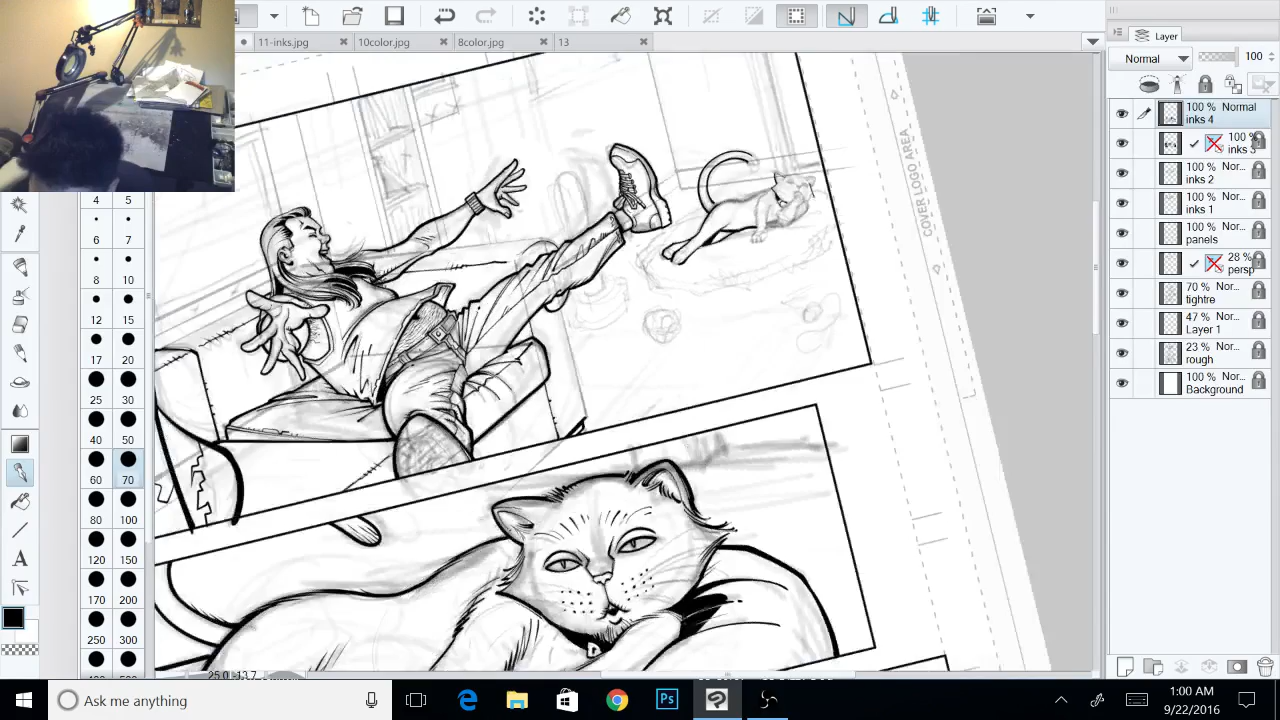 11-inks.jpg
10color.jpg
8color.jpg
13
Layer
Normal
100
100 % Normal
inks 4
100 %
inks
100 % Nor...
inks 2
100 % Nor...
inks 1
100 % Nor...
panels
28 %
persp
70 % Nor...
tightre
47 % Nor...
Layer 1
23 % Nor...
rough
100 % Nor...
Background
COVER LOGO AREA
4 5
6 7
8 10
12 15
17 20
25 30
40 50
60 70
80 100
120 150
170 200
250 300
A
Ask me anything
Ps
1:00 AM
9/22/2016